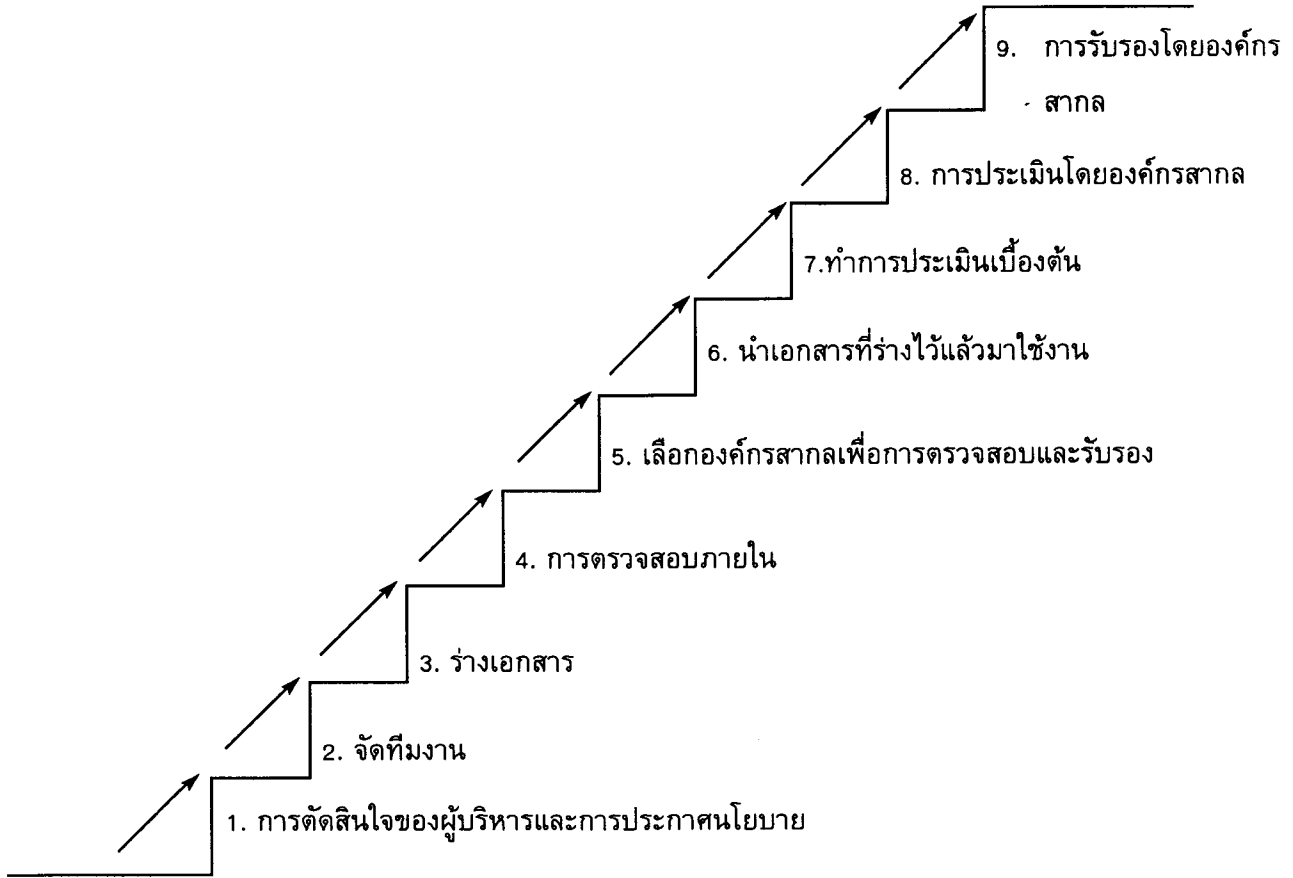 9. การรับรองโดยองค์กร
สากล
8. การประเมินโดยองค์กรสากล
7.ทำการประเมินเบื้องต้น
6. นำเอกสารที่ร่างไว้แล้วมาใช้งาน
5. เลือกองค์กรสากลเพื่อการตรวจสอบและรับรอง
4. การตรวจสอบภายใน
3. ร่างเอกสาร
2. จัดทีมงาน
1. การตัดสินใจของผู้บริหารและการประกาศนโยบาย